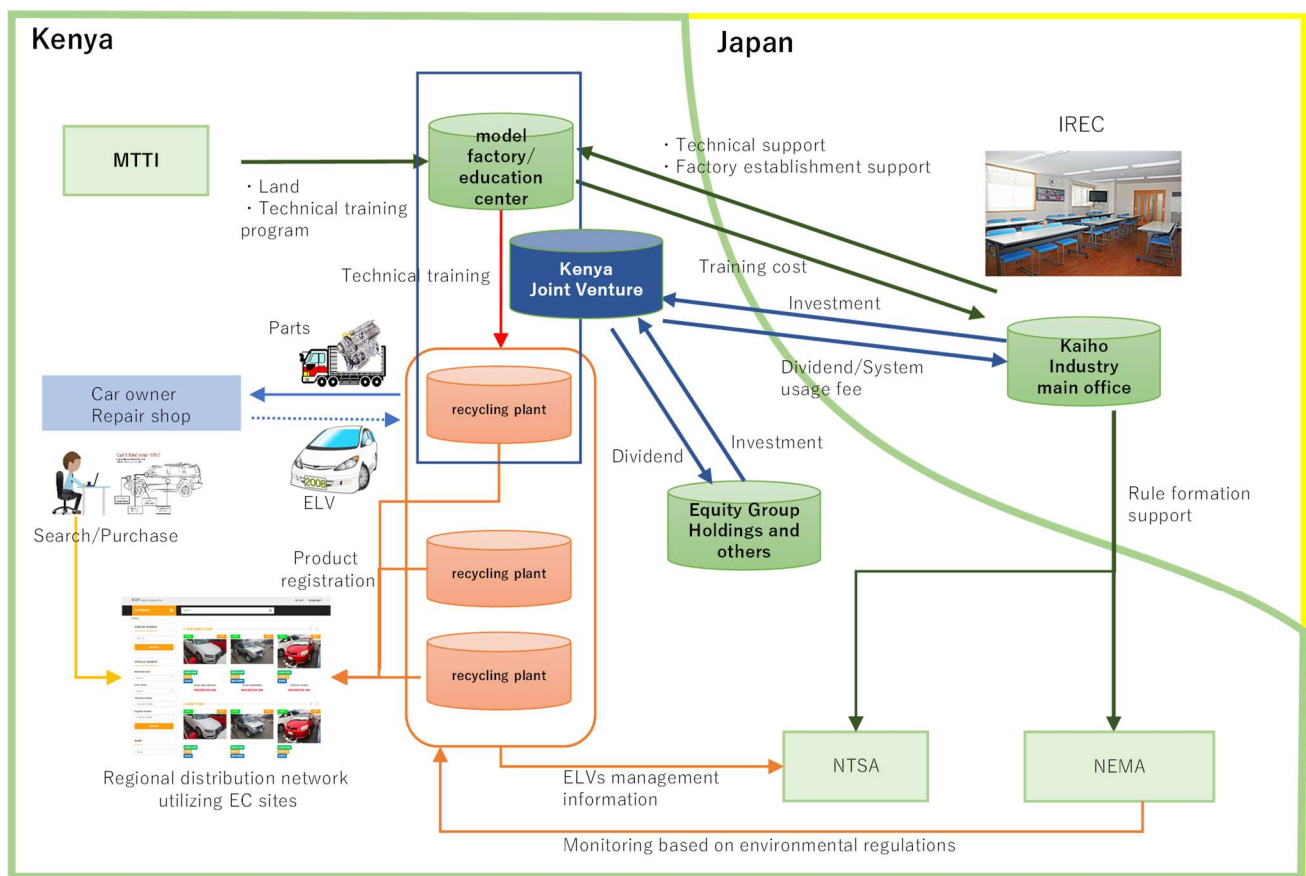 Kenya
Japan
MTTI
model
factory/
education
center
・Technical support
・Factory establishment support
IREC
・Land
・Technical training
program
Technical training
Kenya
Joint Venture
Training cost
Investment
Parts
Kaiho
Industry
main office
Car owner
Repair shop
recycling plant
Dividend/System
usage fee
Investment
Dividend
2008
ELV
Equity Group
Holdings and
others
Rule formation
support
Search/Purchase
Product
registration
recycling plant
recycling plant
NTSA
NEMA
ELVs management
information
Regional distribution network
utilizing EC sites
Monitoring based on environmental regulations